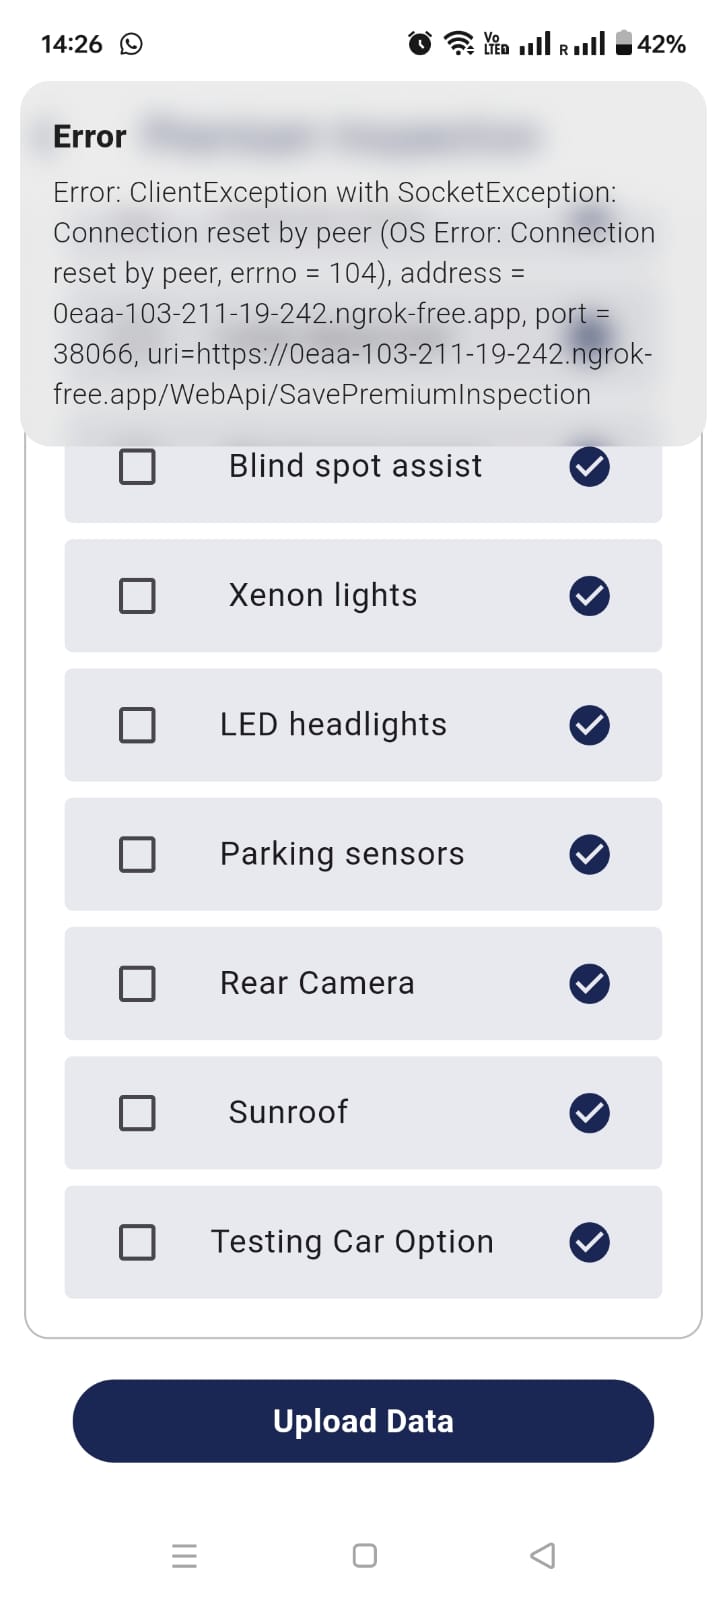 14:26
Vo
LTED
R
42%
Error
Error: ClientException with SocketException:
Connection reset by peer (OS Error: Connection
reset by peer, errno = 104), address =
0eaa-103-211-19-242.ngrok-free.app, port =
38066, uri=https://0eaa-103-211-19-242.ngrok-
free.app/WebApi/SavePremiumInspection
Blind spot assist
Xenon lights
LED headlights
Parking sensors
Rear Camera
Sunroof
Testing Car Option
Upload Data